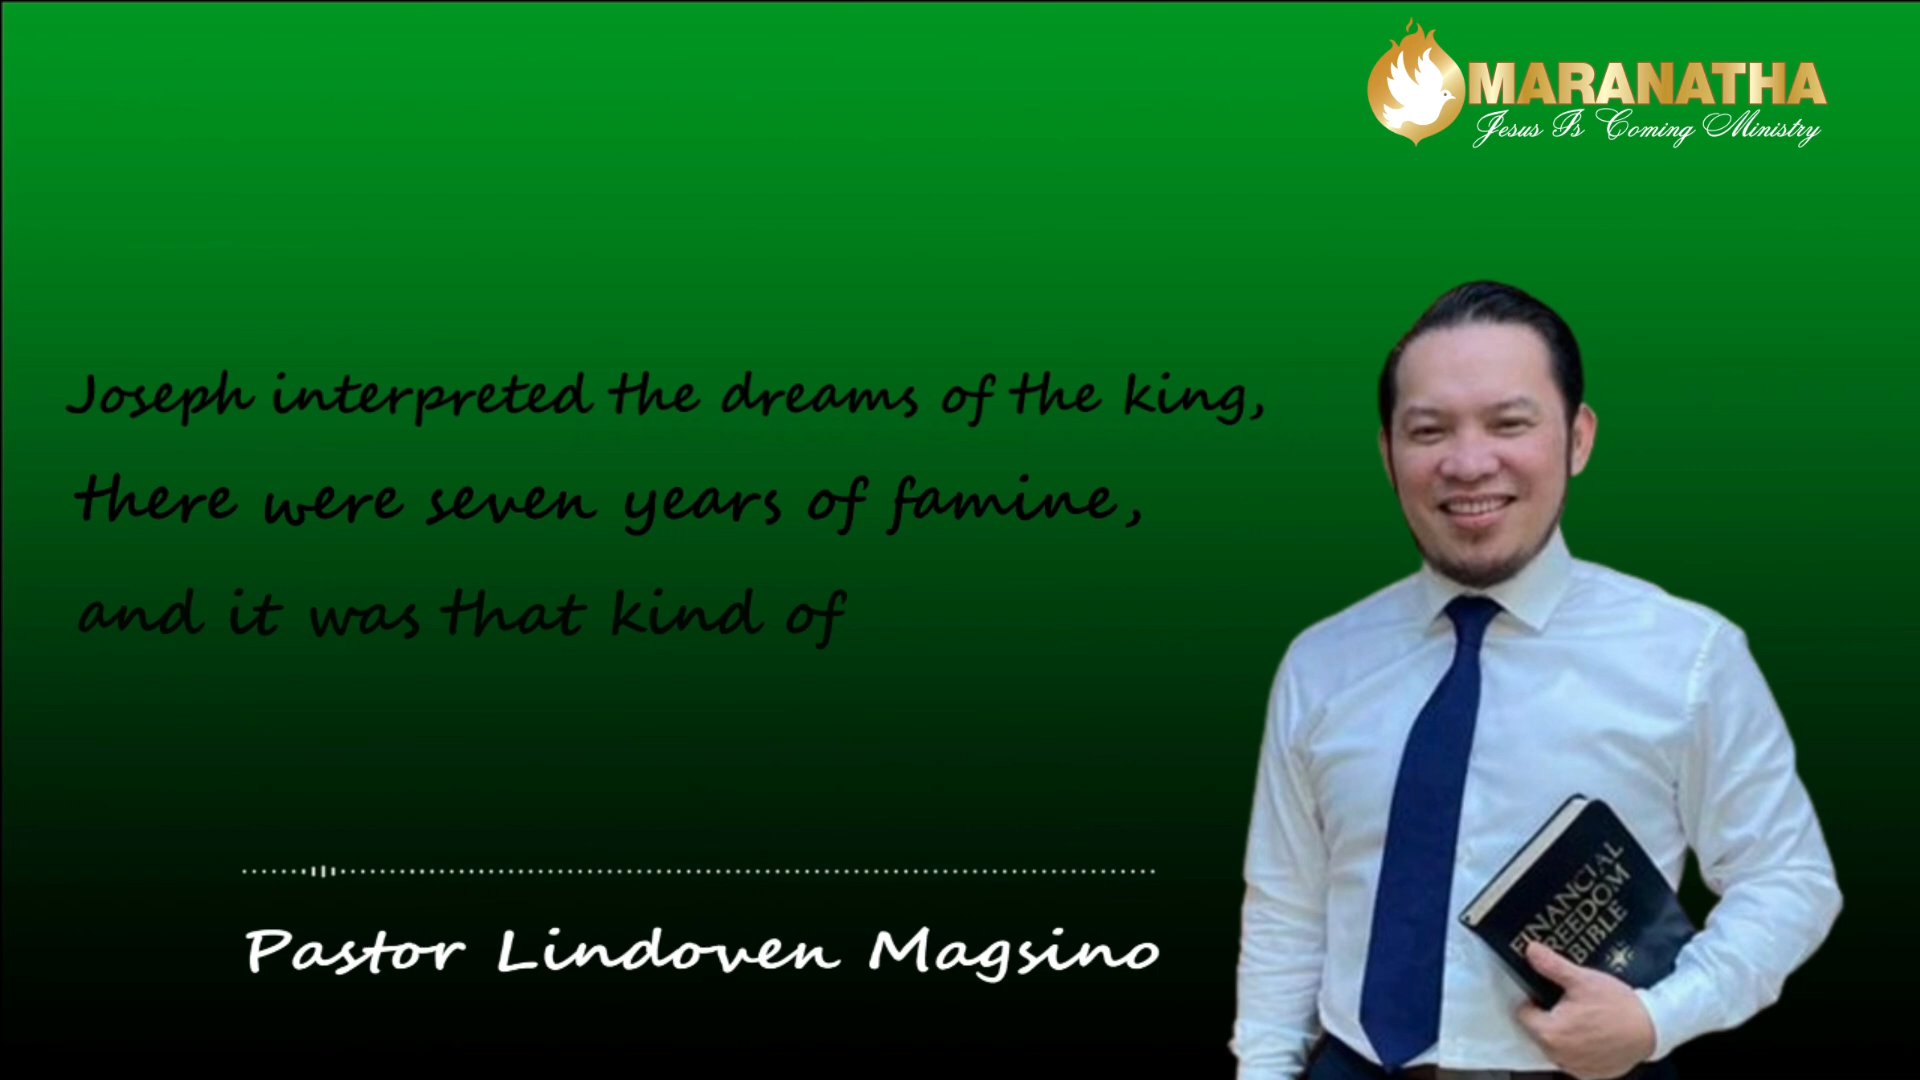 MARANATHA
Jesus Is Coming Ministry
Joseph interpreted the dreams of the king,
there were seven years of famine,
and it was that kind of
FINANCIAL
FREEDOM
BIBLE
Pastor Lindoven Magsino